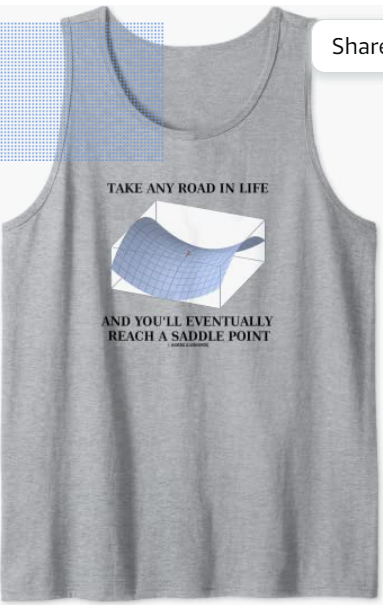 Share
TAKE ANY ROAD IN LIFE
AND YOU'LL EVENTUALLY
REACH A SADDLE POINT